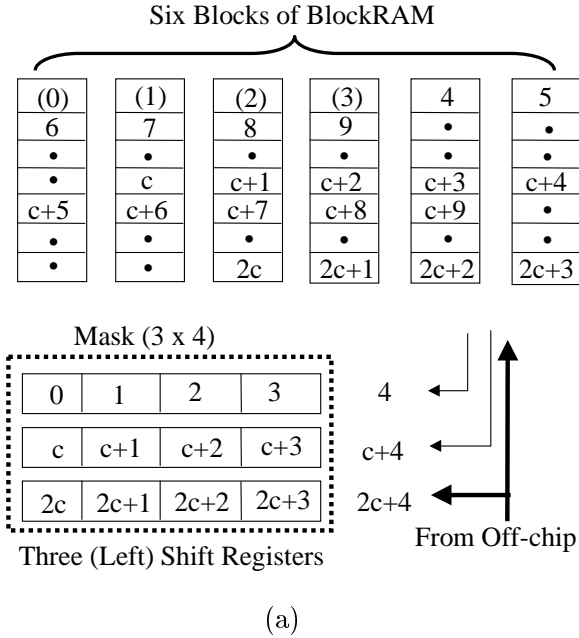 Six Blocks of BlockRAM
(0) (1) (2) (3) 4 5
6 7 8 9 • •
• • • • • •
• c c+1 c+2 c+3 c+4
c+5 c+6 c+7 c+8 c+9 •
• • • • • •
• • 2c 2c+1 2c+2 2c+3
Mask (3 x 4)
0 1 2 3 4
c c+1 c+2 c+3 c+4
2c 2c+1 2c+2 2c+3 2c+4
From Off-chip
Three (Left) Shift Registers
(a)